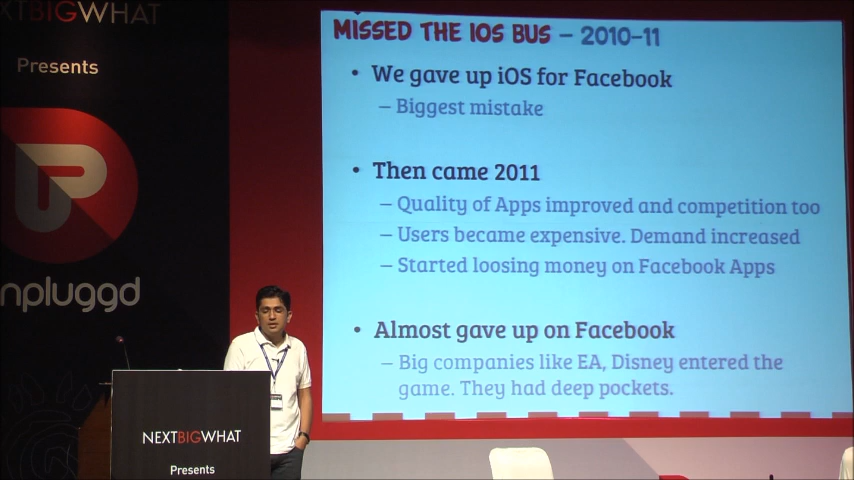 XTBIGWHAT
Presents
npluggd
MISSED THE IOS BUS – 2010-11
• We gave up iOS for Facebook
– Biggest mistake
• Then came 2011
– Quality of Apps improved and competition too
– Users became expensive. Demand increased
– Started loosing money on Facebook Apps
• Almost gave up on Facebook
– Big companies like EA, Disney entered the
game. They had deep pockets.
NEXTBIGWHAT
Presents